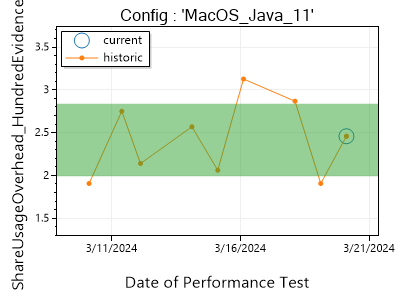 Config : 'MacOS_Java_11'
current
historic
ShareUsageOverhead_HundredEvidence
3.5
3
2.5
2
1.5
3/11/2024
3/16/2024
3/21/2024
Date of Performance Test